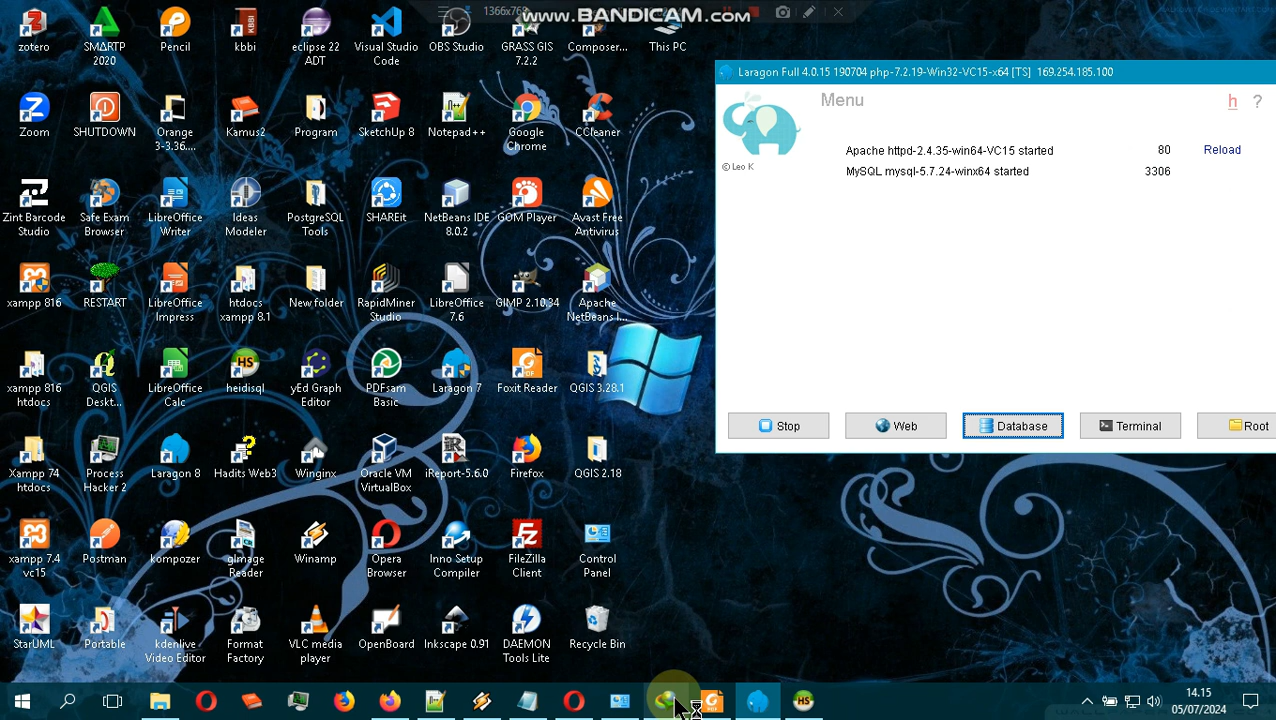 1366x768
www.BANDICAM.com
zotero
SMARTP 2020
Pencil
kbbi
eclipse 22 ADT
Visual Studio Code
OBS Studio
GRASS GIS 7.2.2
Composer...
This PC
Zoom
SHUTDOWN
Orange 3-3.36....
Kamus2
Program
SketchUp 8
Notepad++
Google Chrome
CCleaner
Zint Barcode Studio
Safe Exam Browser
LibreOffice Writer
Ideas Modeler
PostgreSQL Tools
SHAREit
NetBeans IDE 8.0.2
GOM Player
Avast Free Antivirus
xampp 816
RESTART
LibreOffice Impress
htdocs xampp 8.1
New folder
RapidMiner Studio
LibreOffice 7.6
GIMP 2.10.34
Apache NetBeans I...
xampp 816 htdocs
QGIS Deskt...
LibreOffice Calc
heidisql
yEd Graph Editor
PDFsam Basic
Laragon 7
Foxit Reader
QGIS 3.28.1
Xampp 74 htdocs
Process Hacker 2
Laragon 8
Hadits Web3
Winginx
Oracle VM VirtualBox
iReport-5.6.0
Firefox
QGIS 2.18
xampp 7.4 vc15
Postman
kompozer
gImage Reader
Winamp
Opera Browser
Inno Setup Compiler
FileZilla Client
Control Panel
StarUML
Portable
kdenlive Video Editor
Format Factory
VLC media player
OpenBoard
Inkscape 0.91
DAEMON Tools Lite
Recycle Bin
Laragon Full 4.0.15 190704 php-7.2.19-Win32-VC15-x64 [TS] 169.254.185.100
Menu
h ?
© Leo K
Apache httpd-2.4.35-win64-VC15 started 80 Reload
MySQL mysql-5.7.24-winx64 started 3306
Stop Web Database Terminal Root
14.15
05/07/2024